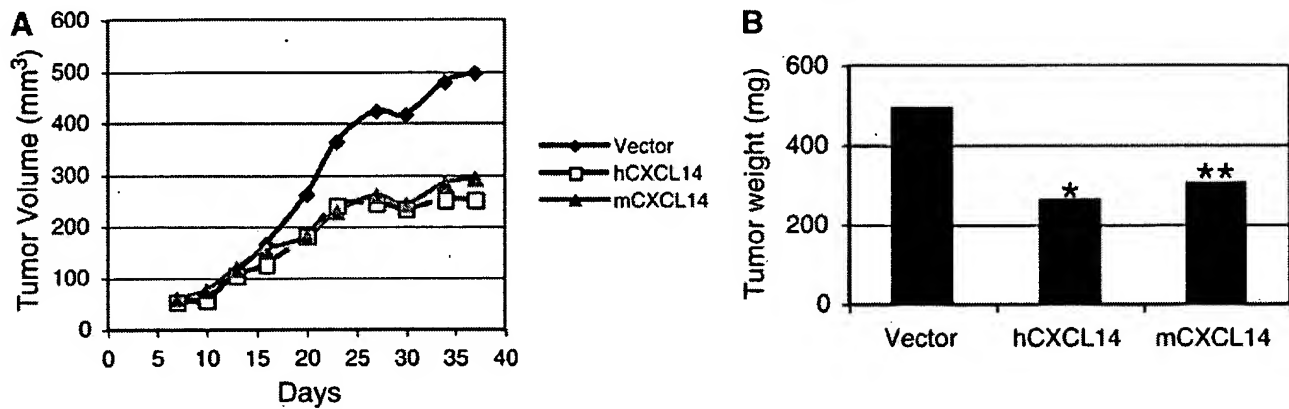 A
Tumor Volume (mm³)
600
500
400
300
200
100
0
0 5 10 15 20 25 30 35 40
Days
Vector
hCXCL14
mCXCL14
B
Tumor weight (mg)
600
400
200
0
*
**
Vector hCXCL14 mCXCL14